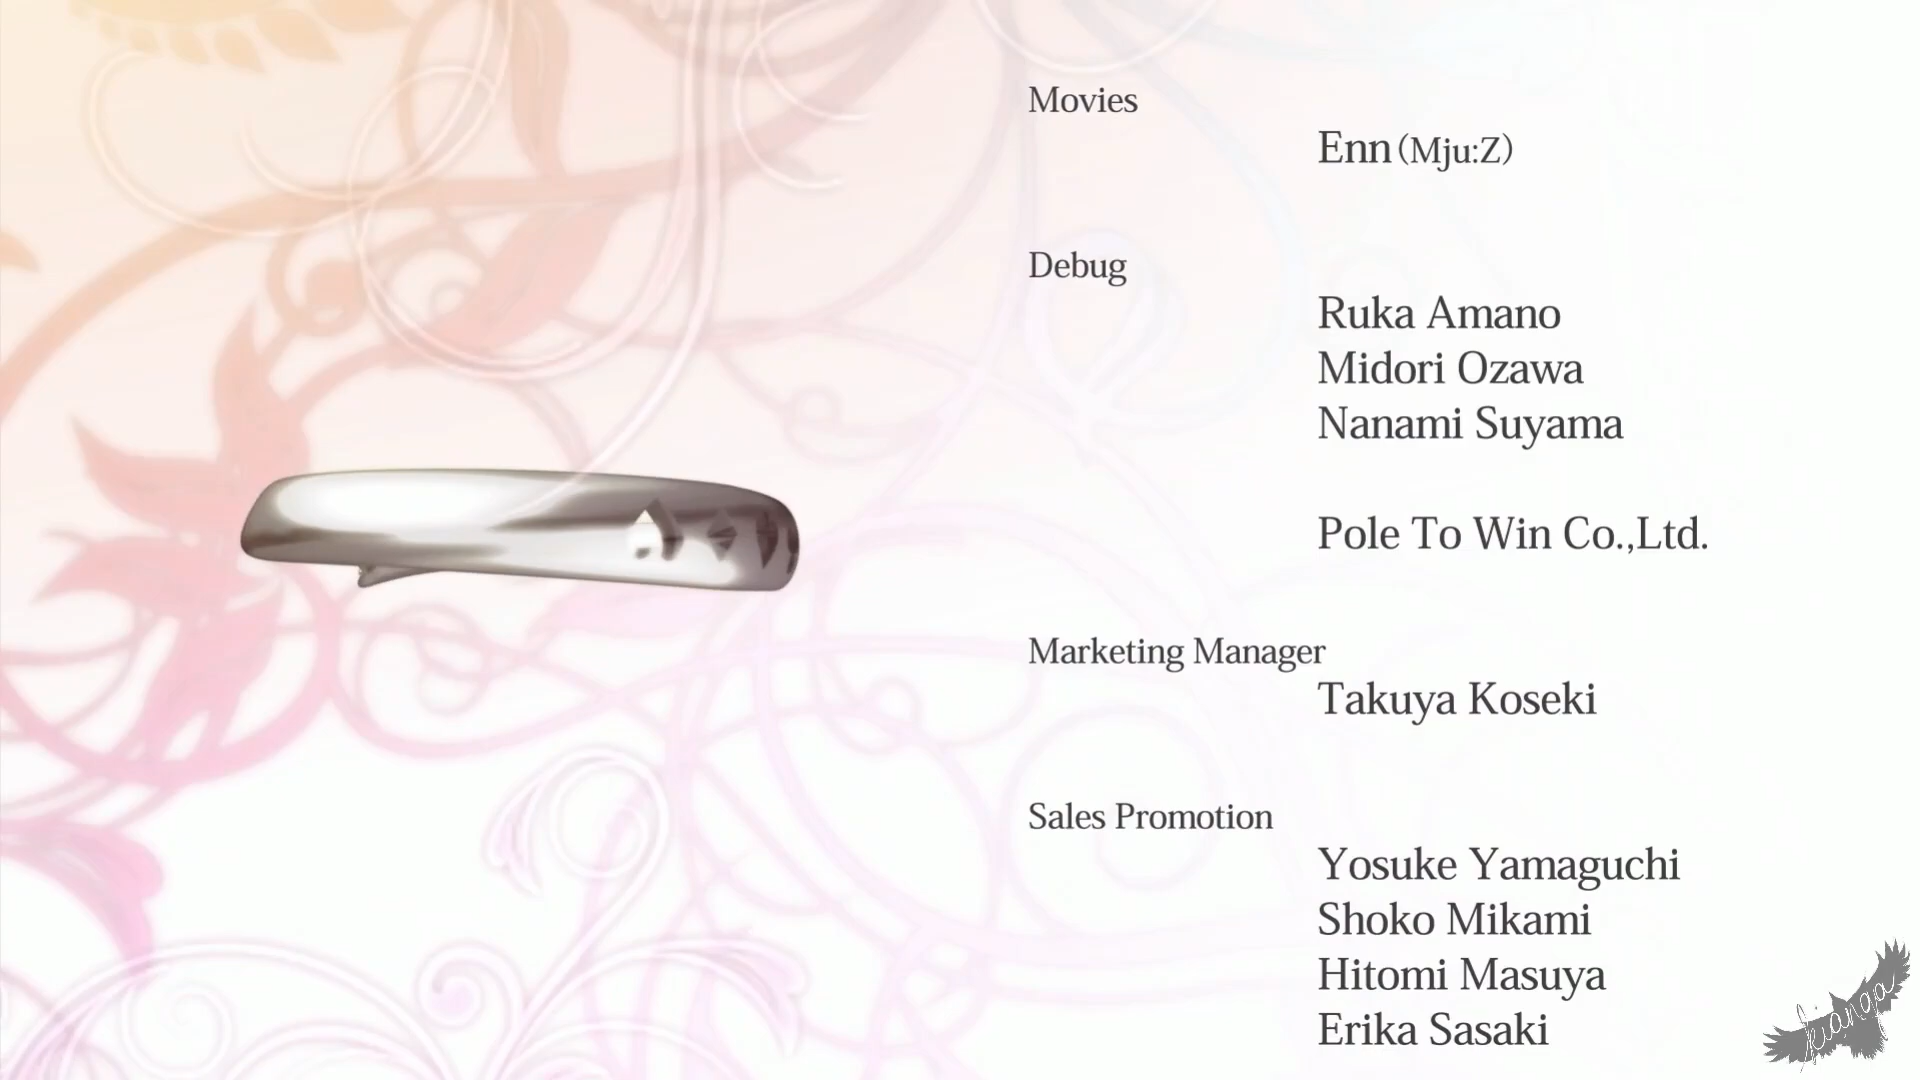 Movies
Enn(Mju:Z)
Debug
Ruka Amano
Midori Ozawa
Nanami Suyama
Pole To Win Co.,Ltd.
Marketing Manager
Takuya Koseki
Sales Promotion
Yosuke Yamaguchi
Shoko Mikami
Hitomi Masuya
Erika Sasaki